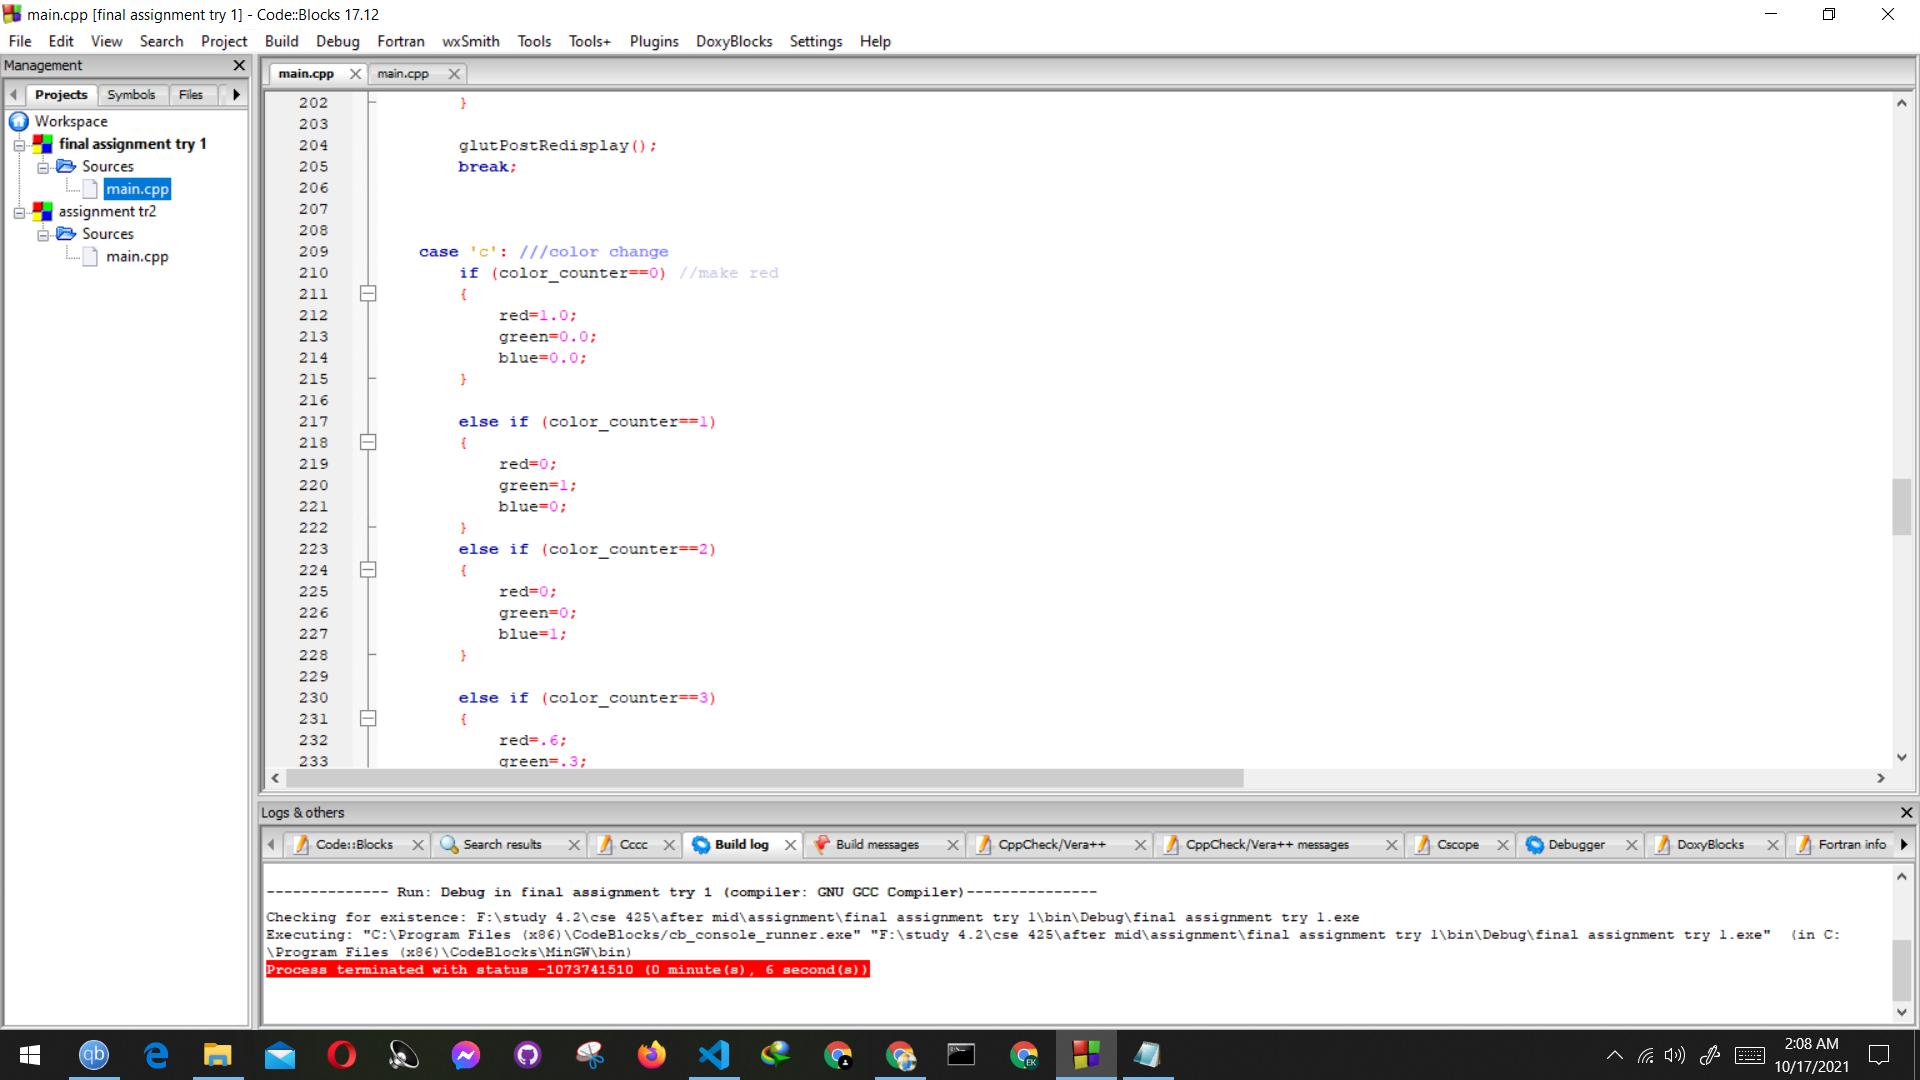 main.cpp [final assignment try 1] - Code::Blocks 17.12
File Edit View Search Project Build Debug Fortran wxSmith Tools Tools+ Plugins DoxyBlocks Settings Help
Management
Projects Symbols Files
Workspace
final assignment try 1
Sources
main.cpp
assignment tr2
Sources
main.cpp
main.cpp main.cpp
202 }
203
204 glutPostRedisplay();
205 break;
206
207
208
209 case 'c': ///color change
210 if (color_counter==0) //make red
211 {
212 red=1.0;
213 green=0.0;
214 blue=0.0;
215 }
216
217 else if (color_counter==1)
218 {
219 red=0;
220 green=1;
221 blue=0;
222 }
223 else if (color_counter==2)
224 {
225 red=0;
226 green=0;
227 blue=1;
228 }
229
230 else if (color_counter==3)
231 {
232 red=.6;
233 green=.3;
Logs & others
Code::Blocks Search results Cccc Build log Build messages CppCheck/Vera++ CppCheck/Vera++ messages Cscope Debugger DoxyBlocks Fortran info
-------------- Run: Debug in final assignment try 1 (compiler: GNU GCC Compiler)---------------
Checking for existence: F:\study 4.2\cse 425\after mid\assignment\final assignment try 1\bin\Debug\final assignment try 1.exe
Executing: "C:\Program Files (x86)\CodeBlocks/cb_console_runner.exe" "F:\study 4.2\cse 425\after mid\assignment\final assignment try 1\bin\Debug\final assignment try 1.exe" (in C:
\Program Files (x86)\CodeBlocks\MinGW\bin)
Process terminated with status -1073741510 (0 minute(s), 6 second(s))
qb
EK
2:08 AM
10/17/2021